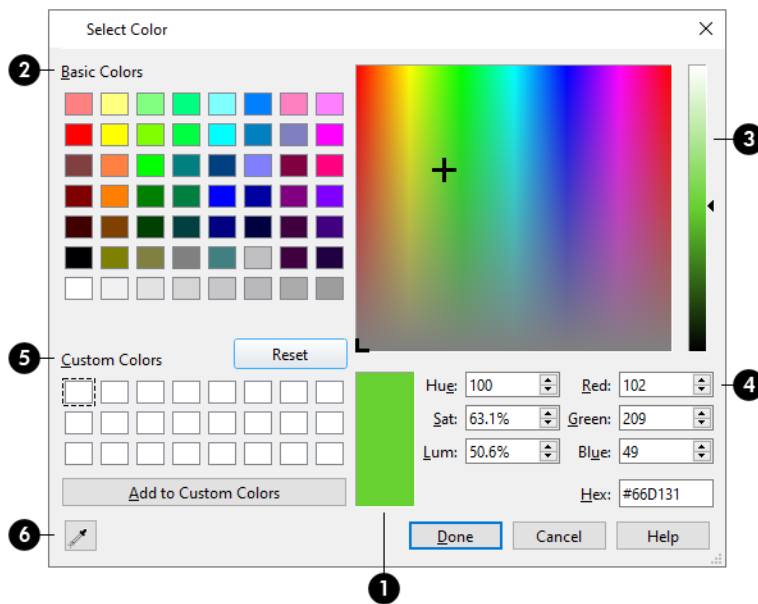 Select Color
2
Basic Colors
3
5
Custom Colors
Reset
Hue: 100
Red: 102
4
Sat: 63.1%
Green: 209
Lum: 50.6%
Blue: 49
Add to Custom Colors
Hex: #66D131
6
Done
Cancel
Help
1